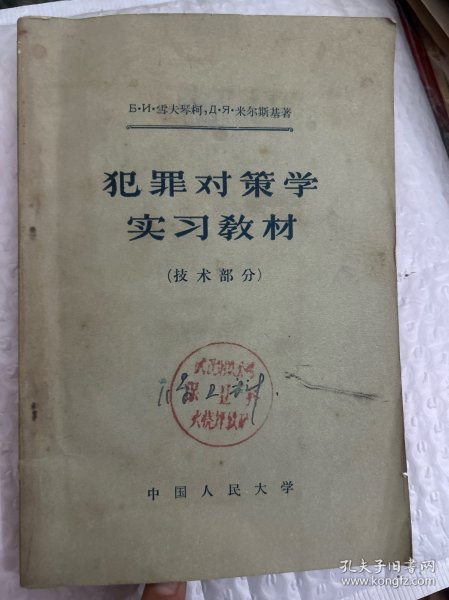 Б·И·雪夫琴柯,Д·Я·米尔斯基著
犯罪对策学
实习教材
(技术部分)
中国人民大学
孔夫子旧书网
www.kongfz.com